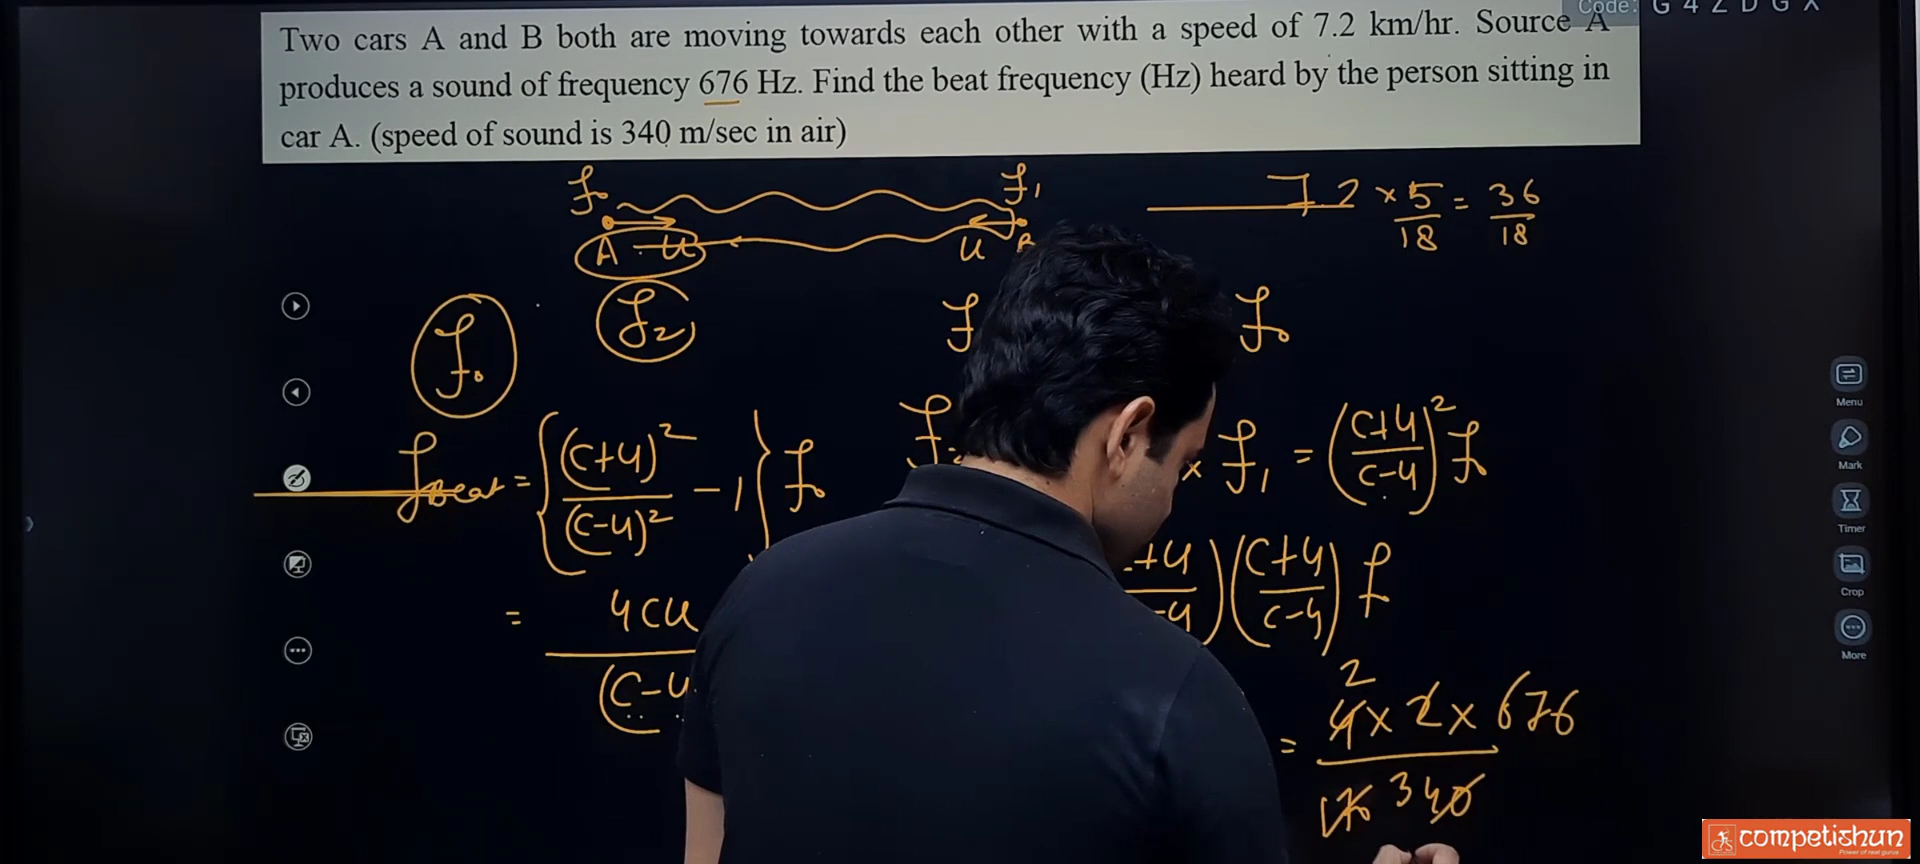 Code: G 4 Z D G X
Two cars A and B both are moving towards each other with a speed of 7.2 km/hr. Source A
produces a sound of frequency 676 Hz. Find the beat frequency (Hz) heard by the person sitting in
car A. (speed of sound is 340 m/sec in air)
f₀ f₁
7.2 × 5/18 = 36/18
A u u B
f₀ f₂ f f₀
f beat = {(c+u)²/(c-u)² - 1} f₀
f × f₁ = ((c+u)/(c-u))² f
+u/-u) ((c+u)/(c-u)) f
= 4cu
(c-u
2
= 4 × 2 × 676
340
Menu
Mark
Timer
Crop
More
competishun